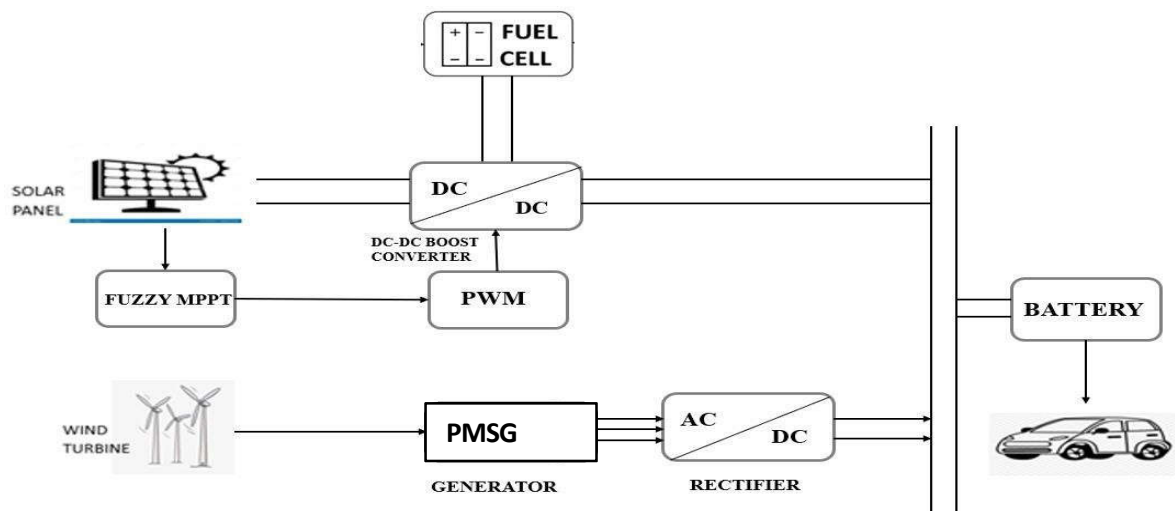 + - FUEL
- - CELL
SOLAR
PANEL
DC
DC
DC-DC BOOST
CONVERTER
FUZZY MPPT
PWM
BATTERY
WIND
TURBINE
PMSG
AC
DC
GENERATOR
RECTIFIER